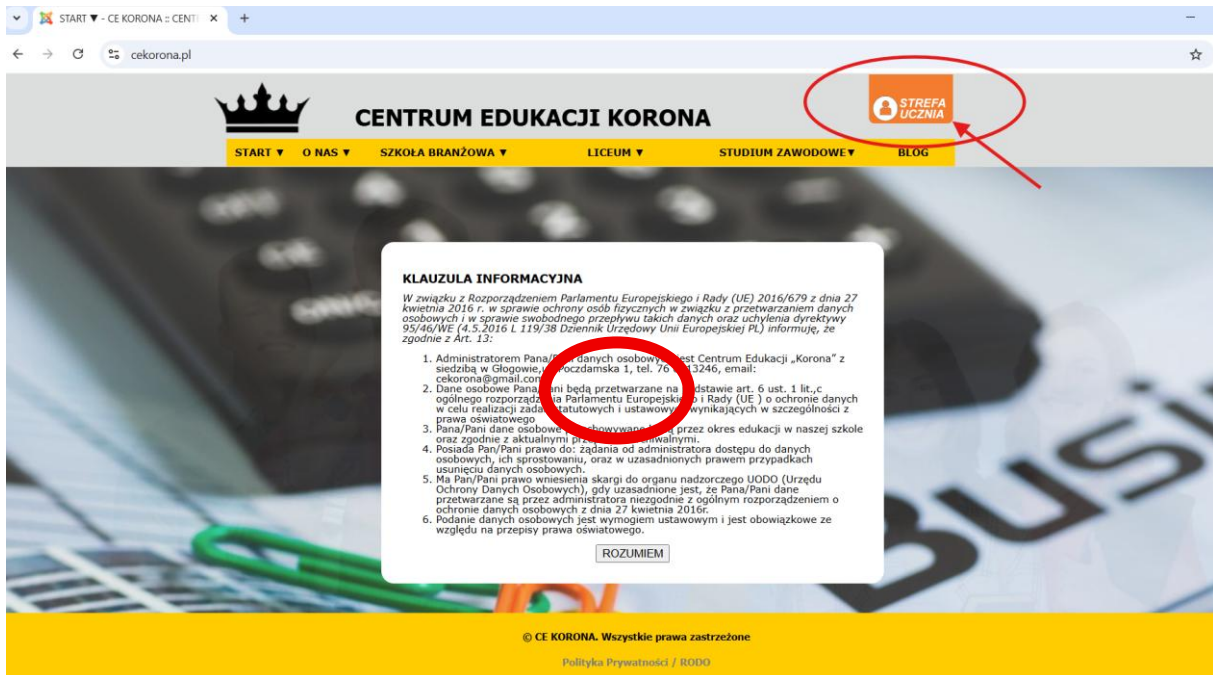 START ▼ - CE KORONA :: CENT
cekorona.pl
CENTRUM EDUKACJI KORONA
STREFA
UCZNIA
START ▼ O NAS ▼ SZKOŁA BRANŻOWA ▼ LICEUM ▼ STUDIUM ZAWODOWE▼ BLOG
KLAUZULA INFORMACYJNA
W związku z Rozporządzeniem Parlamentu Europejskiego i Rady (UE) 2016/679 z dnia 27
kwietnia 2016 r. w sprawie ochrony osób fizycznych w związku z przetwarzaniem danych
osobowych i w sprawie swobodnego przepływu takich danych oraz uchylenia dyrektywy
95/46/WE (4.5.2016 L 119/38 Dziennik Urzędowy Unii Europejskiej PL) informuję, że
zgodnie z Art. 13:
1. Administratorem danych jest Centrum Edukacji „Korona” z
siedzibą w Głogowie, Poczdamska 1, tel. 76
cekorona@gmail.com
2. Dane osobowe będą przetwarzane na art. 6 ust. 1 lit.,c
ogólnego Parlamentu i Rady (UE ) o ochronie danych
w celu realizacji i ustawowych wynikających w szczególności z
prawa oświatowego
3. Pana/Pani dane osobowe przez okres edukacji w naszej szkole
oraz zgodnie z aktualnymi
4. Posiada Pan/Pani prawo do: żądania od administratora dostępu do danych
osobowych, ich sprostowaniu, oraz w uzasadnionych prawem przypadkach
usunięciu danych osobowych.
5. Ma Pan/Pani prawo wniesienia skargi do organu nadzorczego UODO (Urzędu
Ochrony Danych Osobowych), gdy uzasadnione jest, że Pana/Pani dane
przetwarzane są przez administratora niezgodnie z ogólnym rozporządzeniem o
ochronie danych osobowych z dnia 27 kwietnia 2016r.
6. Podanie danych osobowych jest wymogiem ustawowym i jest obowiązkowe ze
względu na przepisy prawa oświatowego.
ROZUMIEM
© CE KORONA. Wszystkie prawa zastrzeżone
Polityka Prywatności / RODO